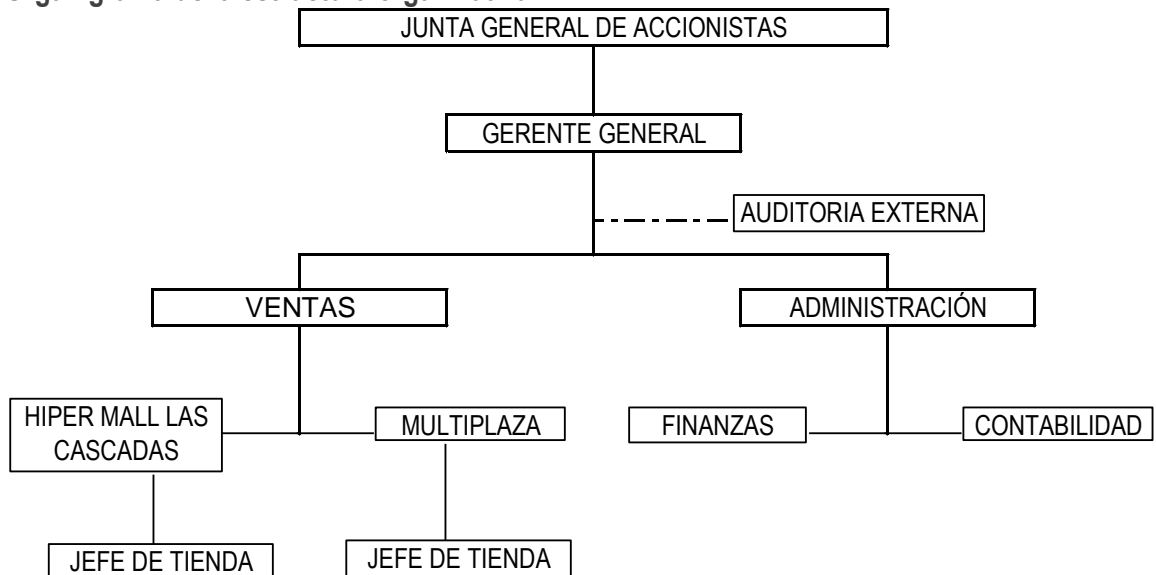 JUNTA GENERAL DE ACCIONISTAS
GERENTE GENERAL
AUDITORIA EXTERNA
VENTAS
ADMINISTRACIÓN
HIPER MALL LAS
CASCADAS
MULTIPLAZA
FINANZAS
CONTABILIDAD
JEFE DE TIENDA
JEFE DE TIENDA